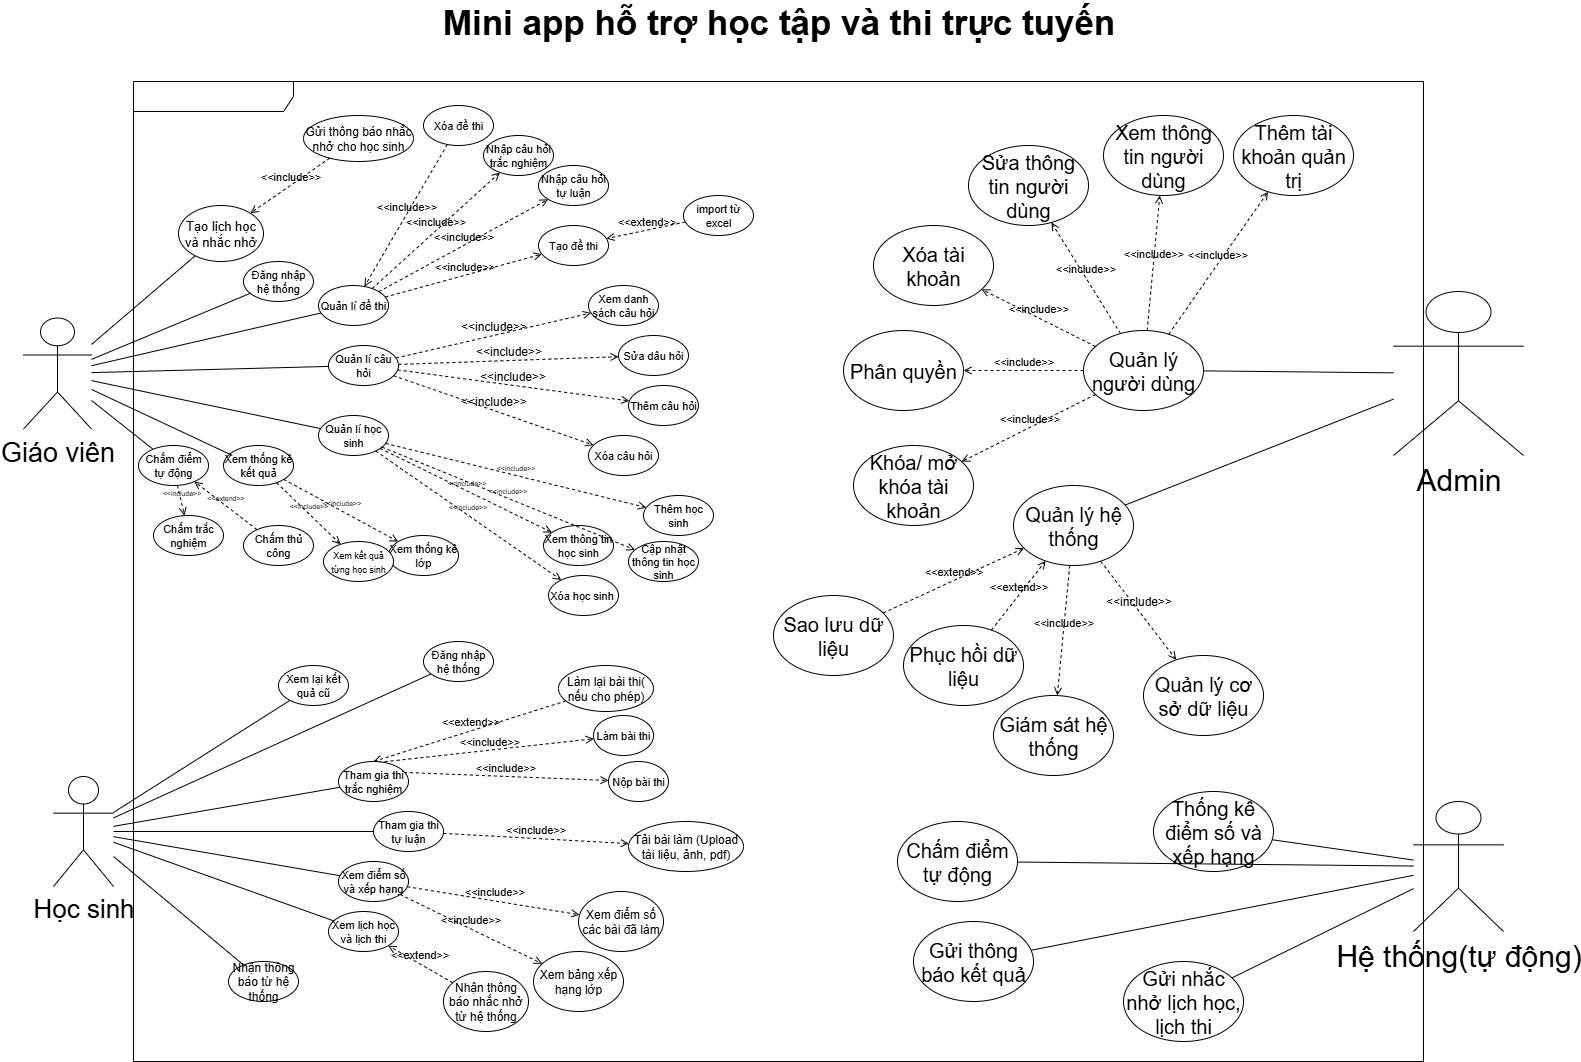 Mini app hỗ trợ học tập và thi trực tuyến
Gửi thông báo nhắc
nhở cho học sinh
<<include>>
Tạo lịch học
và nhắc nhở
Đăng nhập
hệ thống
Xóa đề thi
Nhập câu hỏi
trắc nghiệm
Nhập câu hỏi
tự luận
import từ
excel
Tạo đề thi
<<include>>
<<include>>
<<include>>
<<include>>
<<extend>>
Quản lí đề thi
Quản lí câu
hỏi
<<include>>
<<include>>
<<include>>
<<include>>
Xem danh
sách câu hỏi
Sửa dâu hỏi
Thêm câu hỏi
Xóa câu hỏi
Giáo viên
Quản lí học
sinh
<<include>>
<<include>>
<<include>>
<<include>>
Thêm học
sinh
Xem thông tin
học sinh
Cập nhật
thông tin học
sinh
Xóa học sinh
Chấm điểm
tự động
<<include>>
<<extend>>
Chấm trắc
nghiệm
Chấm thủ
công
Xem thống kê
kết quả
<<include>>
<<include>>
Xem kết quả
từng học sinh
Xem thống kê
lớp
Xem lại kết
quả cũ
Đăng nhập
hệ thống
Làm lại bài thi(
nếu cho phép)
<<extend>>
<<include>>
Làm bài thi
<<include>>
Nộp bài thi
Tham gia thi
trắc nghiệm
Tham gia thi
tự luận
<<include>>
Tải bài làm (Upload
tài liệu, ảnh, pdf)
Học sinh
Xem điểm số
và xếp hạng
<<include>>
<<include>>
Xem điểm số
các bài đã làm
Xem bảng xếp
hạng lớp
Xem lịch học
và lịch thi
<<extend>>
Nhận thông
báo nhắc nhở
từ hệ thống
Nhận thông
báo từ hệ
thống
Xem thông
tin người
dùng
Thêm tài
khoản quản
trị
Sửa thông
tin người
dùng
Xóa tài
khoản
<<include>>
<<include>>
<<include>>
<<include>>
Phân quyền
<<include>>
Quản lý
người dùng
<<include>>
Khóa/ mở
khóa tài
khoản
Admin
Quản lý hệ
thống
<<extend>>
<<extend>>
<<include>>
<<include>>
Sao lưu dữ
liệu
Phục hồi dữ
liệu
Giám sát hệ
thống
Quản lý cơ
sở dữ liệu
Thống kê
điểm số và
xếp hạng
Chấm điểm
tự động
Gửi thông
báo kết quả
Gửi nhắc
nhở lịch học,
lịch thi
Hệ thống(tự động)